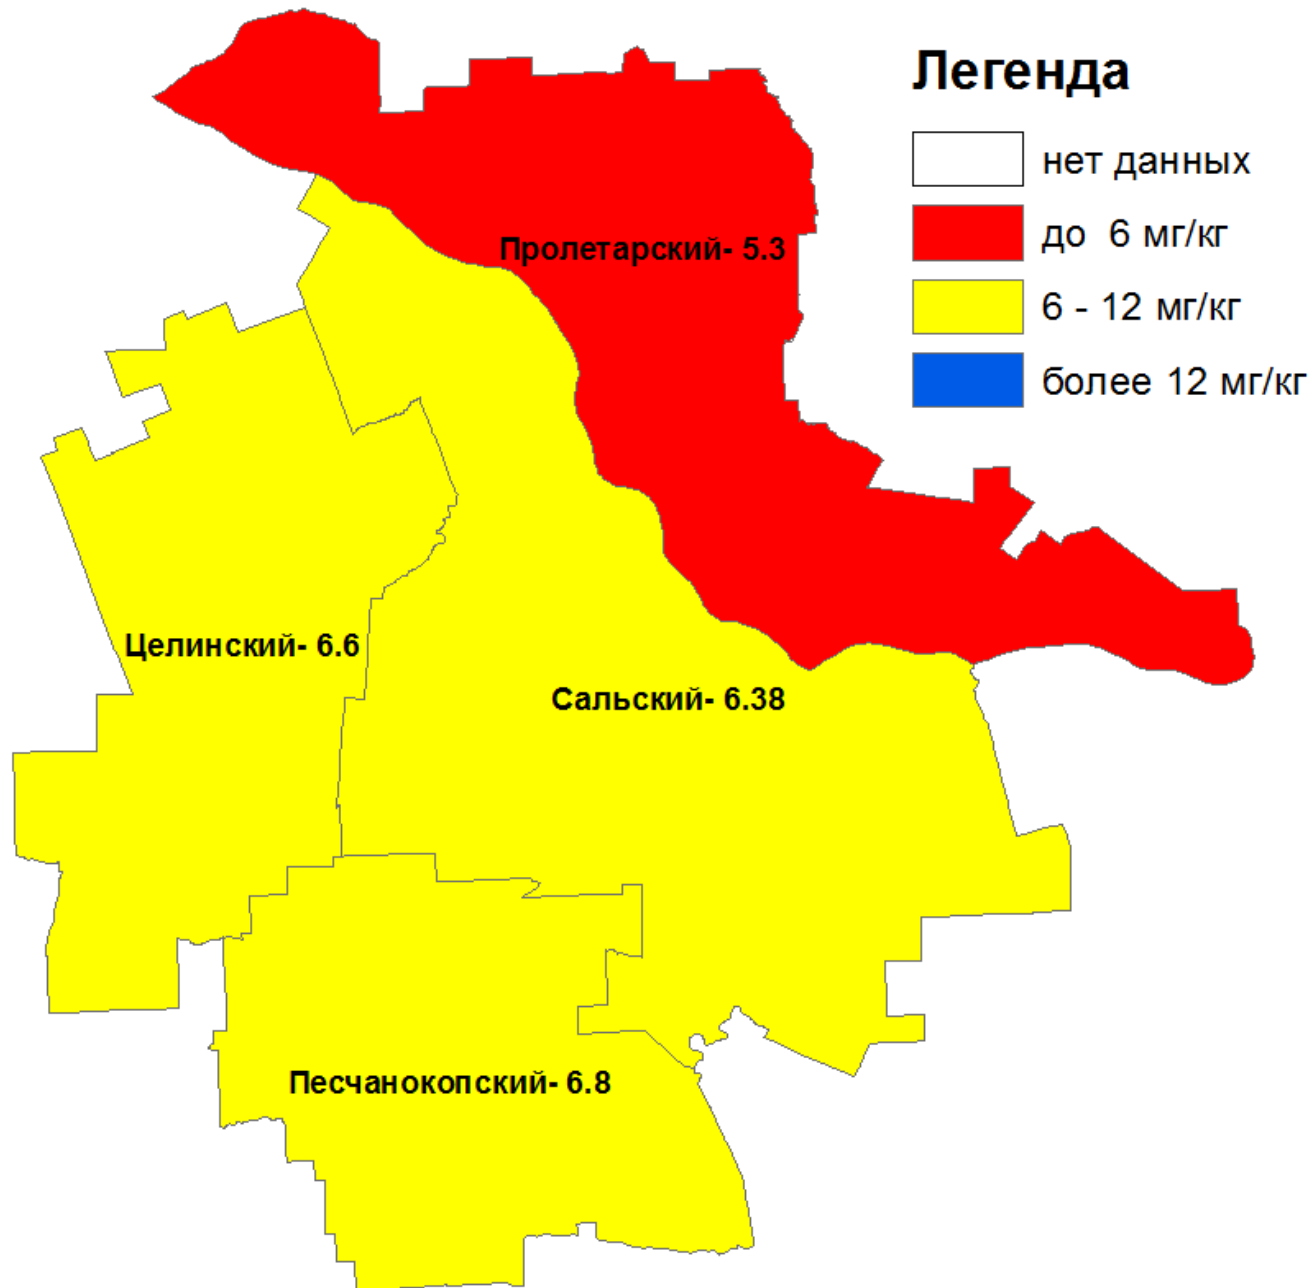 Легенда
нет данных
до 6 мг/кг
6 - 12 мг/кг
более 12 мг/кг
Пролетарский- 5.3
Целинский- 6.6
Сальский- 6.38
Песчанокопский- 6.8